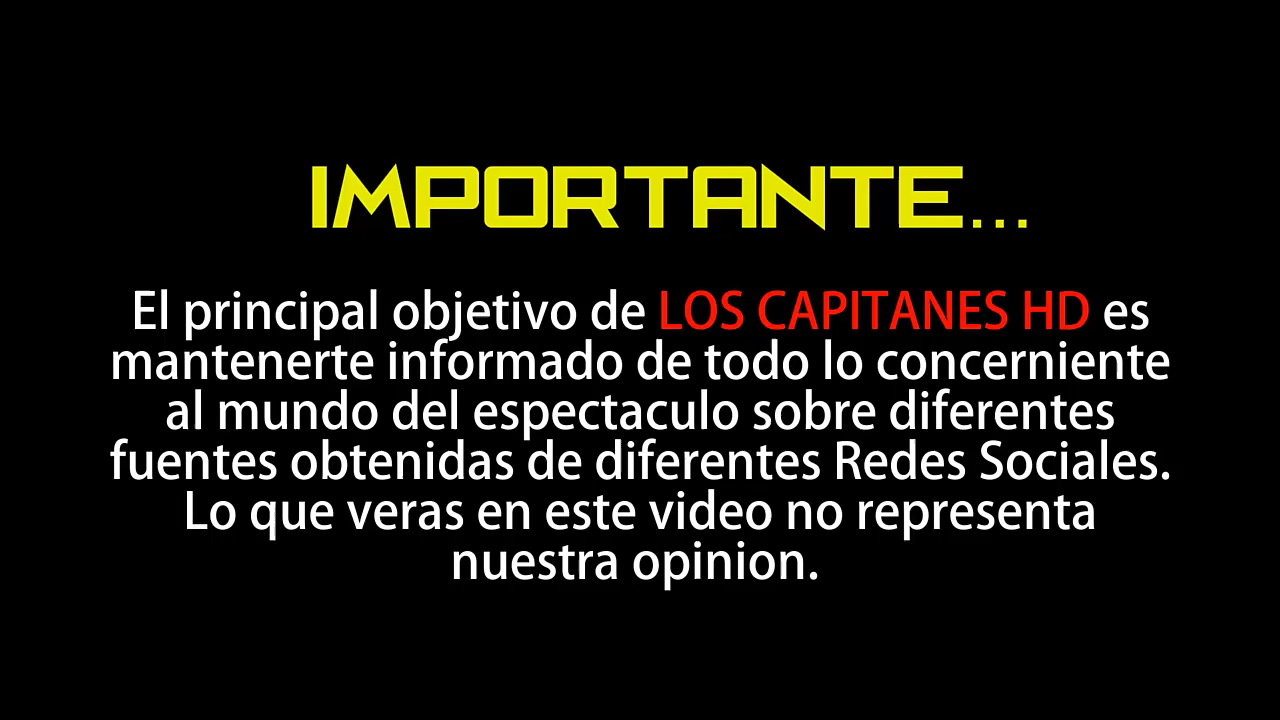 IMPORTANTE...
El principal objetivo de LOS CAPITANES HD es
mantenerte informado de todo lo concerniente
al mundo del espectaculo sobre diferentes
fuentes obtenidas de diferentes Redes Sociales.
Lo que veras en este video no representa
nuestra opinion.